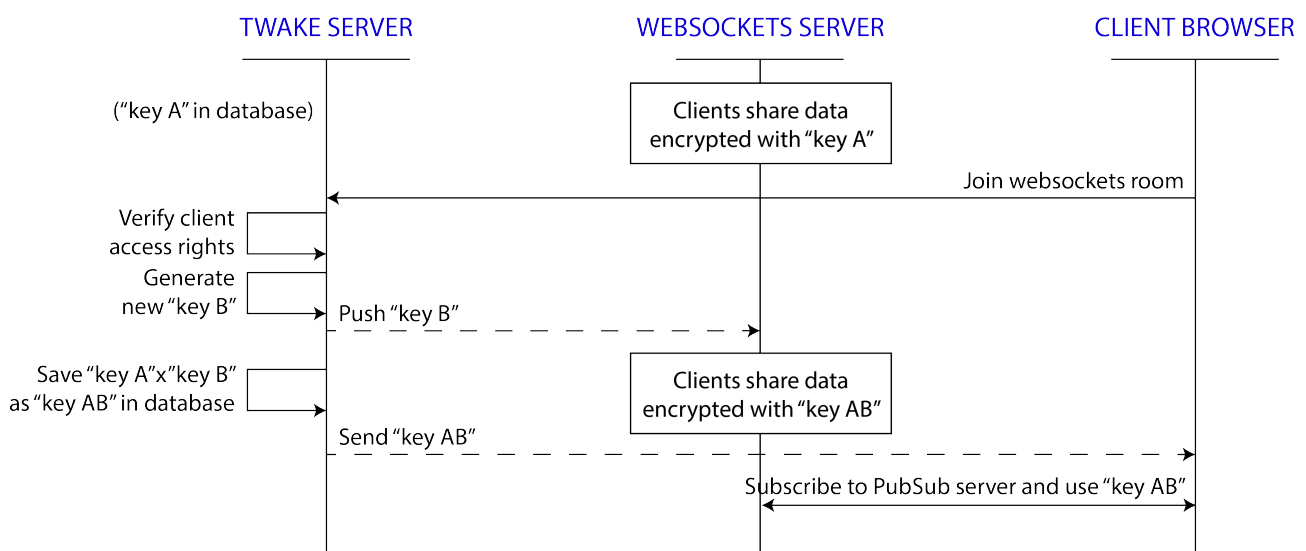 TWAKE SERVER
WEBSOCKETS SERVER
CLIENT BROWSER
(“key A” in database)
Clients share data
encrypted with “key A”
Join websockets room
Verify client
access rights
Generate
new “key B”
Push “key B”
Save “key A”x”key B”
as “key AB” in database
Clients share data
encrypted with “key AB”
Send “key AB”
Subscribe to PubSub server and use “key AB”